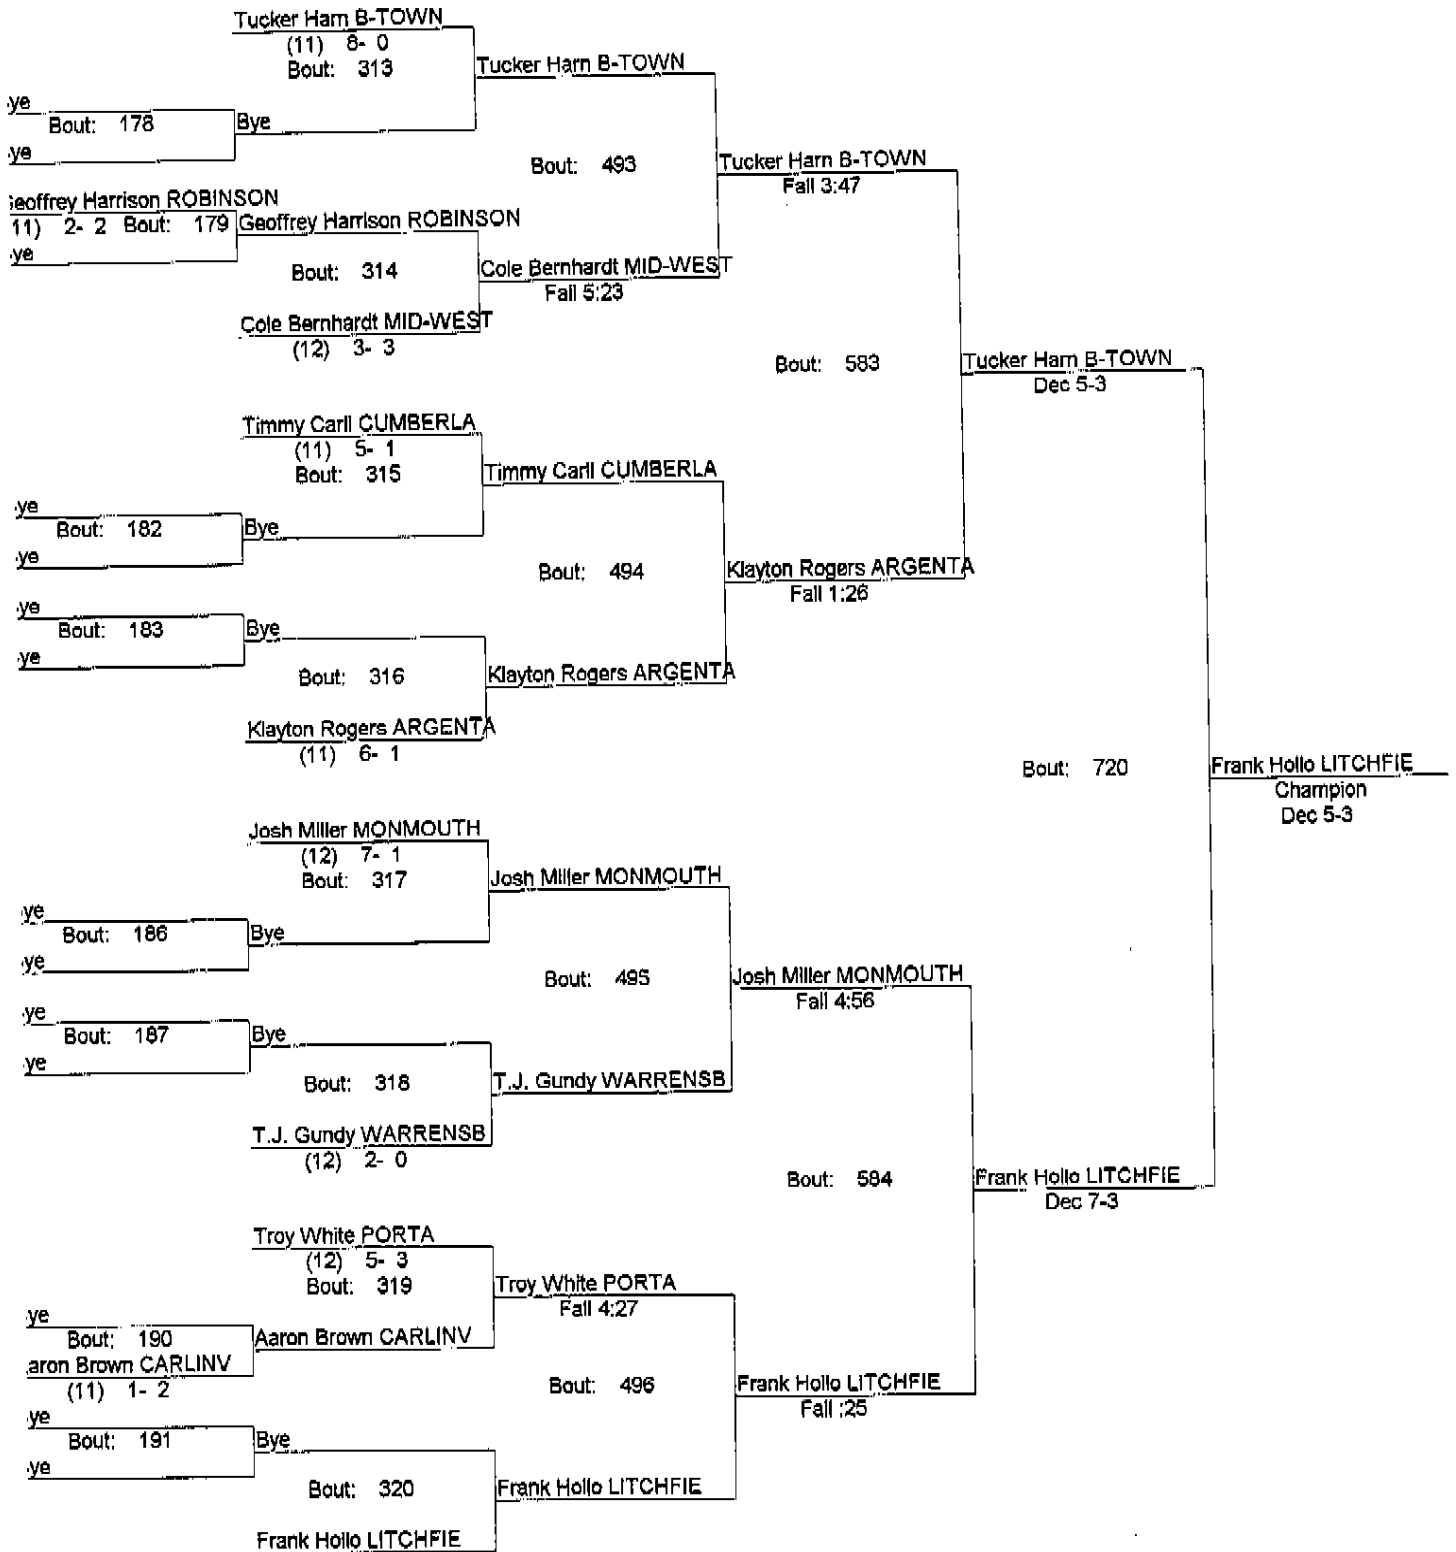 Tucker Harn B-TOWN
(11) 8- 0
Bout: 313
Tucker Harn B-TOWN
ye
Bout: 178
Bye
ye
Bout: 493
Tucker Harn B-TOWN
Fall 3:47
eoffrey Harrison ROBINSON
11) 2- 2 Bout: 179
Geoffrey Harrison ROBINSON
ye
Bout: 314
Cole Bernhardt MID-WEST
Fall 5:23
Cole Bernhardt MID-WEST
(12) 3- 3
Bout: 583
Tucker Harn B-TOWN
Dec 5-3
Timmy Carll CUMBERLA
(11) 5- 1
Bout: 315
Timmy Carll CUMBERLA
ye
Bout: 182
Bye
ye
Bout: 494
Klayton Rogers ARGENTA
Fall 1:26
ye
Bout: 183
Bye
ye
Bout: 316
Klayton Rogers ARGENTA
Klayton Rogers ARGENTA
(11) 6- 1
Bout: 720
Frank Hollo LITCHFIE
Champion
Dec 5-3
Josh Miller MONMOUTH
(12) 7- 1
Bout: 317
Josh Miller MONMOUTH
ye
Bout: 186
Bye
ye
Bout: 495
Josh Miller MONMOUTH
Fall 4:56
ye
Bout: 187
Bye
ye
Bout: 318
T.J. Gundy WARRENSB
T.J. Gundy WARRENSB
(12) 2- 0
Bout: 584
Frank Hollo LITCHFIE
Dec 7-3
Troy White PORTA
(12) 5- 3
Bout: 319
Troy White PORTA
Fall 4:27
ye
Bout: 190
Aaron Brown CARLINV
aron Brown CARLINV
(11) 1- 2
Bout: 496
Frank Hollo LITCHFIE
Fall :25
ye
Bout: 191
Bye
ye
Bout: 320
Frank Hollo LITCHFIE
Frank Hollo LITCHFIE